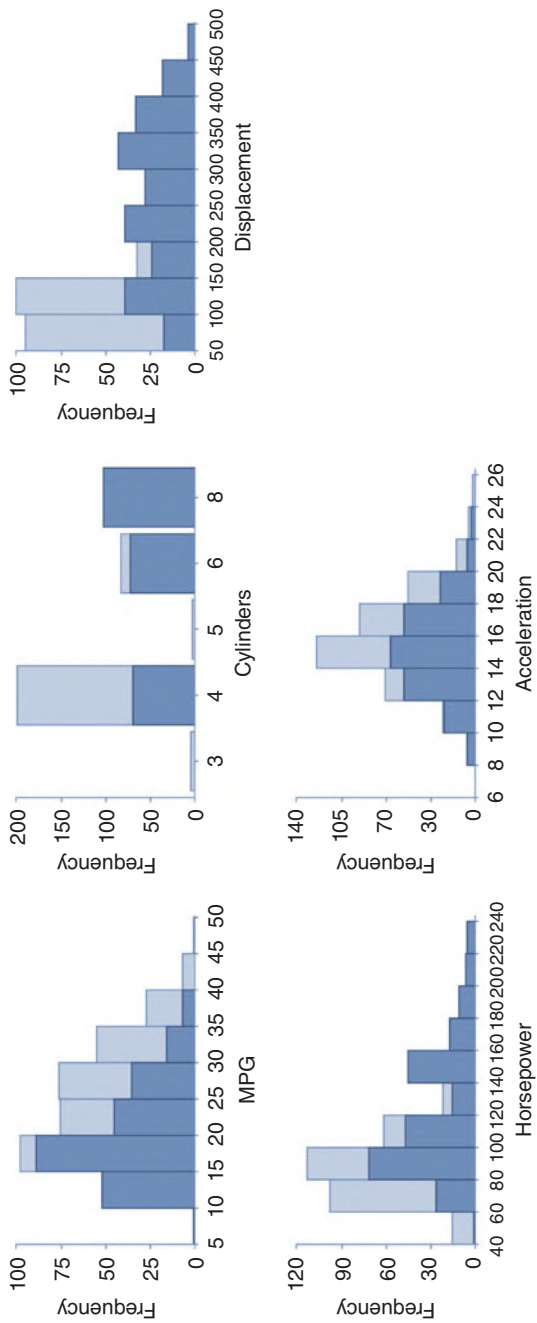 Frequency
100
75
50
25
0
5 10 15 20 25 30 35 40 45 50
MPG
Frequency
200
150
100
50
0
3 4 5 6 8
Cylinders
Frequency
100
75
50
25
0
50 100 150 200 250 300 350 400 450 500
Displacement
Frequency
120
90
60
30
0
40 60 80 100 120 140 160 180 200 220 240
Horsepower
Frequency
140
105
70
30
0
6 8 10 12 14 16 18 20 22 24 26
Acceleration